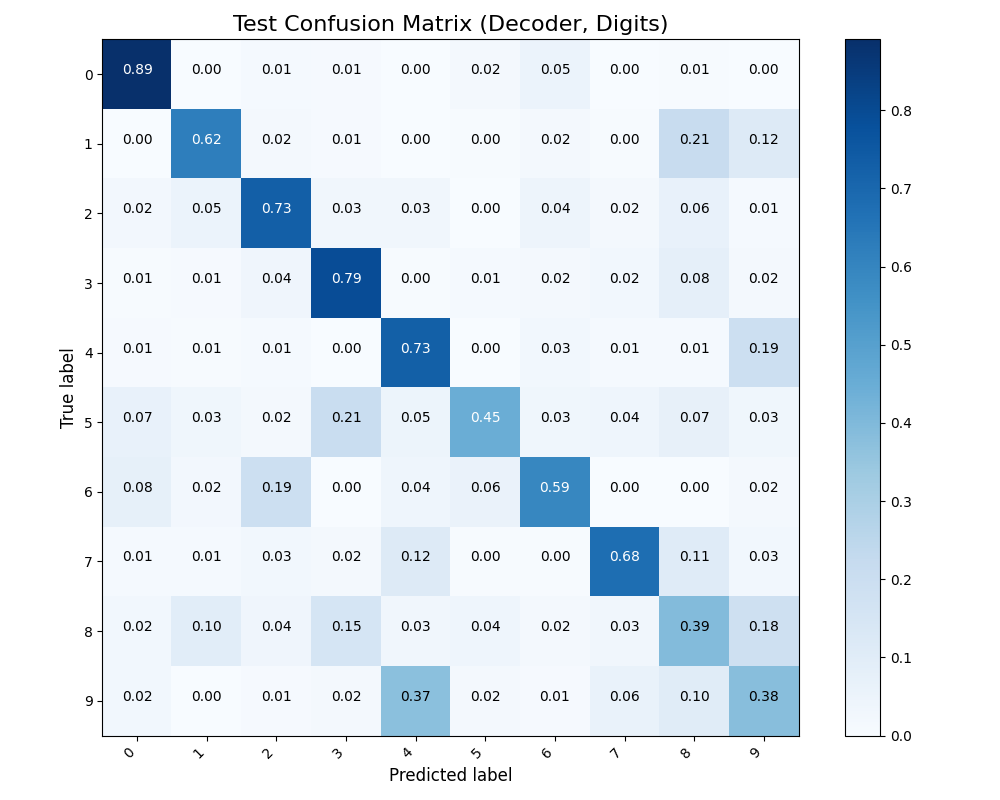 Test Confusion Matrix (Decoder, Digits)
0 0.89 0.00 0.01 0.01 0.00 0.02 0.05 0.00 0.01 0.00
1 0.00 0.62 0.02 0.01 0.00 0.00 0.02 0.00 0.21 0.12
2 0.02 0.05 0.73 0.03 0.03 0.00 0.04 0.02 0.06 0.01
3 0.01 0.01 0.04 0.79 0.00 0.01 0.02 0.02 0.08 0.02
4 0.01 0.01 0.01 0.00 0.73 0.00 0.03 0.01 0.01 0.19
5 0.07 0.03 0.02 0.21 0.05 0.45 0.03 0.04 0.07 0.03
6 0.08 0.02 0.19 0.00 0.04 0.06 0.59 0.00 0.00 0.02
7 0.01 0.01 0.03 0.02 0.12 0.00 0.00 0.68 0.11 0.03
8 0.02 0.10 0.04 0.15 0.03 0.04 0.02 0.03 0.39 0.18
9 0.02 0.00 0.01 0.02 0.37 0.02 0.01 0.06 0.10 0.38
0 1 2 3 4 5 6 7 8 9
True label
Predicted label
0.8
0.7
0.6
0.5
0.4
0.3
0.2
0.1
0.0